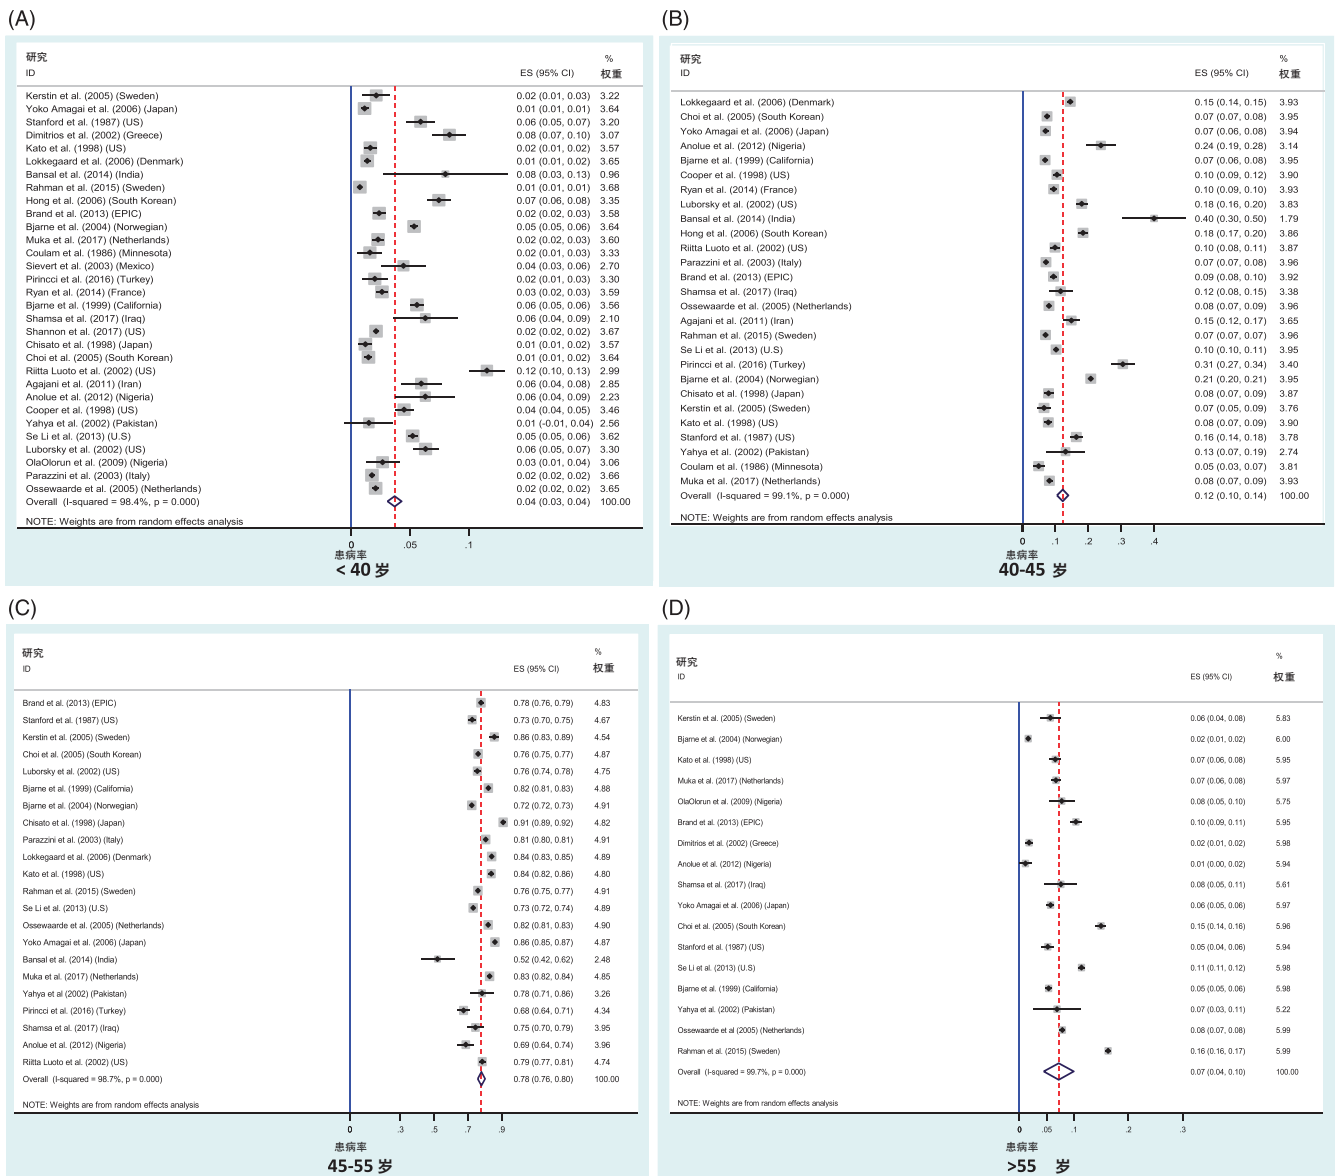 (A)
研究 %
ID ES (95% CI) 权重
Kerstin et al. (2005) (Sweden) 0.02 (0.01, 0.03) 3.22
Yoko Amagai et al. (2006) (Japan) 0.01 (0.01, 0.01) 3.64
Stanford et al. (1987) (US) 0.06 (0.05, 0.07) 3.20
Dimitrios et al. (2002) (Greece) 0.08 (0.07, 0.10) 3.07
Kato et al. (1998) (US) 0.02 (0.01, 0.02) 3.57
Lokkegaard et al. (2006) (Denmark) 0.01 (0.01, 0.02) 3.65
Bansal et al. (2014) (India) 0.08 (0.03, 0.13) 0.96
Rahman et al. (2015) (Sweden) 0.01 (0.01, 0.01) 3.68
Hong et al. (2006) (South Korean) 0.07 (0.06, 0.08) 3.35
Brand et al. (2013) (EPIC) 0.02 (0.02, 0.03) 3.58
Bjarne et al. (2004) (Norwegian) 0.05 (0.05, 0.06) 3.64
Muka et al. (2017) (Netherlands) 0.02 (0.02, 0.03) 3.60
Coulam et al. (1986) (Minnesota) 0.02 (0.01, 0.03) 3.33
Sievert et al. (2003) (Mexico) 0.04 (0.03, 0.06) 2.70
Pirincci et al. (2016) (Turkey) 0.02 (0.01, 0.03) 3.30
Ryan et al. (2014) (France) 0.03 (0.02, 0.03) 3.59
Bjarne et al. (1999) (California) 0.06 (0.05, 0.06) 3.56
Shamsa et al. (2017) (Iraq) 0.06 (0.04, 0.09) 2.10
Shannon et al. (2017) (US) 0.02 (0.02, 0.02) 3.67
Chisato et al. (1998) (Japan) 0.01 (0.01, 0.02) 3.57
Choi et al. (2005) (South Korean) 0.01 (0.01, 0.02) 3.64
Riitta Luoto et al. (2002) (US) 0.12 (0.10, 0.13) 2.99
Agajani et al. (2011) (Iran) 0.06 (0.04, 0.08) 2.85
Anolue et al. (2012) (Nigeria) 0.06 (0.04, 0.09) 2.23
Cooper et al. (1998) (US) 0.04 (0.04, 0.05) 3.46
Yahya et al. (2002) (Pakistan) 0.01 (-0.01, 0.04) 2.56
Se Li et al. (2013) (U.S) 0.05 (0.05, 0.06) 3.62
Luborsky et al. (2002) (US) 0.06 (0.05, 0.07) 3.30
OlaOlorun et al. (2009) (Nigeria) 0.03 (0.01, 0.04) 3.06
Parazzini et al. (2003) (Italy) 0.02 (0.02, 0.02) 3.66
Ossewaarde et al. (2005) (Netherlands) 0.02 (0.02, 0.02) 3.65
Overall (I-squared = 98.4%, p = 0.000) 0.04 (0.03, 0.04) 100.00
NOTE: Weights are from random effects analysis
0 .05 .1
患病率
< 40 岁
(B)
研究 %
ID ES (95% CI) 权重
Lokkegaard et al. (2006) (Denmark) 0.15 (0.14, 0.15) 3.93
Choi et al. (2005) (South Korean) 0.07 (0.07, 0.08) 3.95
Yoko Amagai et al. (2006) (Japan) 0.07 (0.06, 0.08) 3.94
Anolue et al. (2012) (Nigeria) 0.24 (0.19, 0.28) 3.14
Bjarne et al. (1999) (California) 0.07 (0.06, 0.08) 3.95
Cooper et al. (1998) (US) 0.10 (0.09, 0.12) 3.90
Ryan et al. (2014) (France) 0.10 (0.09, 0.10) 3.93
Luborsky et al. (2002) (US) 0.18 (0.16, 0.20) 3.83
Bansal et al. (2014) (India) 0.40 (0.30, 0.50) 1.79
Hong et al. (2006) (South Korean) 0.18 (0.17, 0.20) 3.86
Riitta Luoto et al. (2002) (US) 0.10 (0.08, 0.11) 3.87
Parazzini et al. (2003) (Italy) 0.07 (0.07, 0.08) 3.96
Brand et al. (2013) (EPIC) 0.09 (0.08, 0.10) 3.92
Shamsa et al. (2017) (Iraq) 0.12 (0.08, 0.15) 3.38
Ossewaarde et al. (2005) (Netherlands) 0.08 (0.07, 0.09) 3.96
Agajani et al. (2011) (Iran) 0.15 (0.12, 0.17) 3.65
Rahman et al. (2015) (Sweden) 0.07 (0.07, 0.07) 3.96
Se Li et al. (2013) (U.S) 0.10 (0.10, 0.11) 3.95
Pirincci et al. (2016) (Turkey) 0.31 (0.27, 0.34) 3.40
Bjarne et al. (2004) (Norwegian) 0.21 (0.20, 0.21) 3.95
Chisato et al. (1998) (Japan) 0.08 (0.07, 0.09) 3.87
Kerstin et al. (2005) (Sweden) 0.07 (0.05, 0.09) 3.76
Kato et al. (1998) (US) 0.08 (0.07, 0.09) 3.90
Stanford et al. (1987) (US) 0.16 (0.14, 0.18) 3.78
Yahya et al. (2002) (Pakistan) 0.13 (0.07, 0.19) 2.74
Coulam et al. (1986) (Minnesota) 0.05 (0.03, 0.07) 3.81
Muka et al. (2017) (Netherlands) 0.08 (0.07, 0.09) 3.93
Overall (I-squared = 99.1%, p = 0.000) 0.12 (0.10, 0.14) 100.00
NOTE: Weights are from random effects analysis
0 .1 .2 .3 .4
患病率
40-45 岁
(C)
研究 %
ID ES (95% CI) 权重
Brand et al. (2013) (EPIC) 0.78 (0.76, 0.79) 4.83
Stanford et al. (1987) (US) 0.73 (0.70, 0.75) 4.67
Kerstin et al. (2005) (Sweden) 0.86 (0.83, 0.89) 4.54
Choi et al. (2005) (South Korean) 0.76 (0.75, 0.77) 4.87
Luborsky et al. (2002) (US) 0.76 (0.74, 0.78) 4.75
Bjarne et al. (1999) (California) 0.82 (0.81, 0.83) 4.88
Bjarne et al. (2004) (Norwegian) 0.72 (0.72, 0.73) 4.91
Chisato et al. (1998) (Japan) 0.91 (0.89, 0.92) 4.82
Parazzini et al. (2003) (Italy) 0.81 (0.80, 0.81) 4.91
Lokkegaard et al. (2006) (Denmark) 0.84 (0.83, 0.85) 4.89
Kato et al. (1998) (US) 0.84 (0.82, 0.86) 4.80
Rahman et al. (2015) (Sweden) 0.76 (0.75, 0.77) 4.91
Se Li et al. (2013) (U.S) 0.73 (0.72, 0.74) 4.89
Ossewaarde et al. (2005) (Netherlands) 0.82 (0.81, 0.83) 4.90
Yoko Amagai et al. (2006) (Japan) 0.86 (0.85, 0.87) 4.87
Bansal et al. (2014) (India) 0.52 (0.42, 0.62) 2.48
Muka et al. (2017) (Netherlands) 0.83 (0.82, 0.84) 4.85
Yahya et al (2002) (Pakistan) 0.78 (0.71, 0.86) 3.26
Pirincci et al. (2016) (Turkey) 0.68 (0.64, 0.71) 4.34
Shamsa et al. (2017) (Iraq) 0.75 (0.70, 0.79) 3.95
Anolue et al. (2012) (Nigeria) 0.69 (0.64, 0.74) 3.96
Riitta Luoto et al. (2002) (US) 0.79 (0.77, 0.81) 4.74
Overall (I-squared = 98.7%, p = 0.000) 0.78 (0.76, 0.80) 100.00
NOTE: Weights are from random effects analysis
0 .3 .5 .7 .9
患病率
45-55 岁
(D)
研究 %
ID ES (95% CI) 权重
Kerstin et al. (2005) (Sweden) 0.06 (0.04, 0.08) 5.83
Bjarne et al. (2004) (Norwegian) 0.02 (0.01, 0.02) 6.00
Kato et al. (1998) (US) 0.07 (0.06, 0.08) 5.95
Muka et al. (2017) (Netherlands) 0.07 (0.06, 0.08) 5.97
OlaOlorun et al. (2009) (Nigeria) 0.08 (0.05, 0.10) 5.75
Brand et al. (2013) (EPIC) 0.10 (0.09, 0.11) 5.95
Dimitrios et al. (2002) (Greece) 0.02 (0.01, 0.02) 5.98
Anolue et al. (2012) (Nigeria) 0.01 (0.00, 0.02) 5.94
Shamsa et al. (2017) (Iraq) 0.08 (0.05, 0.11) 5.61
Yoko Amagai et al. (2006) (Japan) 0.06 (0.05, 0.06) 5.97
Choi et al. (2005) (South Korean) 0.15 (0.14, 0.16) 5.96
Stanford et al. (1987) (US) 0.05 (0.04, 0.06) 5.94
Se Li et al. (2013) (U.S) 0.11 (0.11, 0.12) 5.98
Bjarne et al. (1999) (California) 0.05 (0.05, 0.06) 5.98
Yahya et al. (2002) (Pakistan) 0.07 (0.03, 0.11) 5.22
Ossewaarde et al (2005) (Netherlands) 0.08 (0.07, 0.08) 5.99
Rahman et al. (2015) (Sweden) 0.16 (0.16, 0.17) 5.99
Overall (I-squared = 99.7%, p = 0.000) 0.07 (0.04, 0.10) 100.00
NOTE: Weights are from random effects analysis
0 .05 .1 .2 .3
患病率
>55 岁